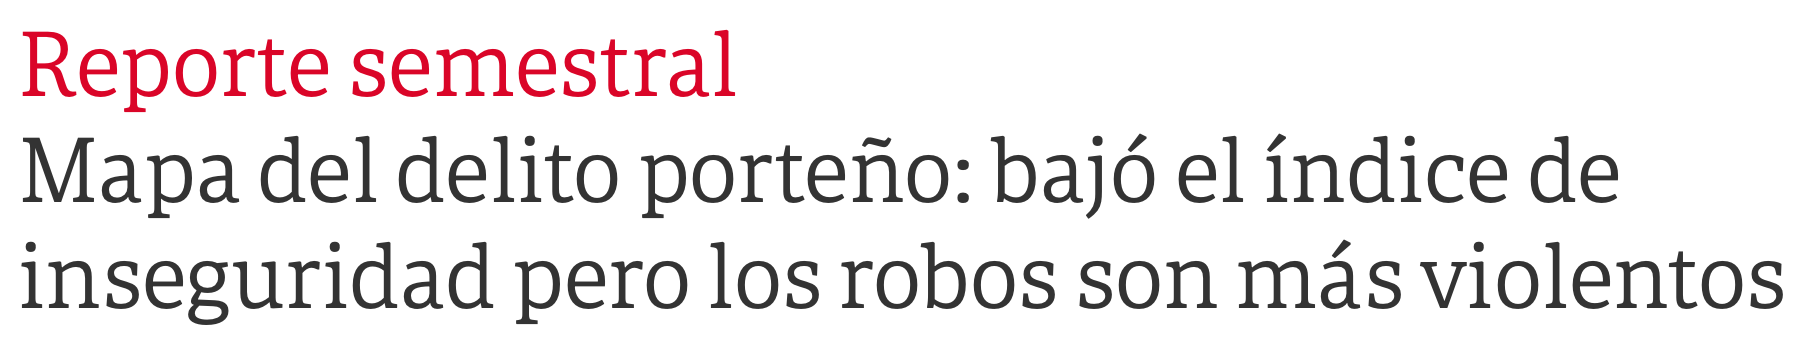 Reporte semestral
Mapa del delito porteño: bajó el índice de
inseguridad pero los robos son más violentos